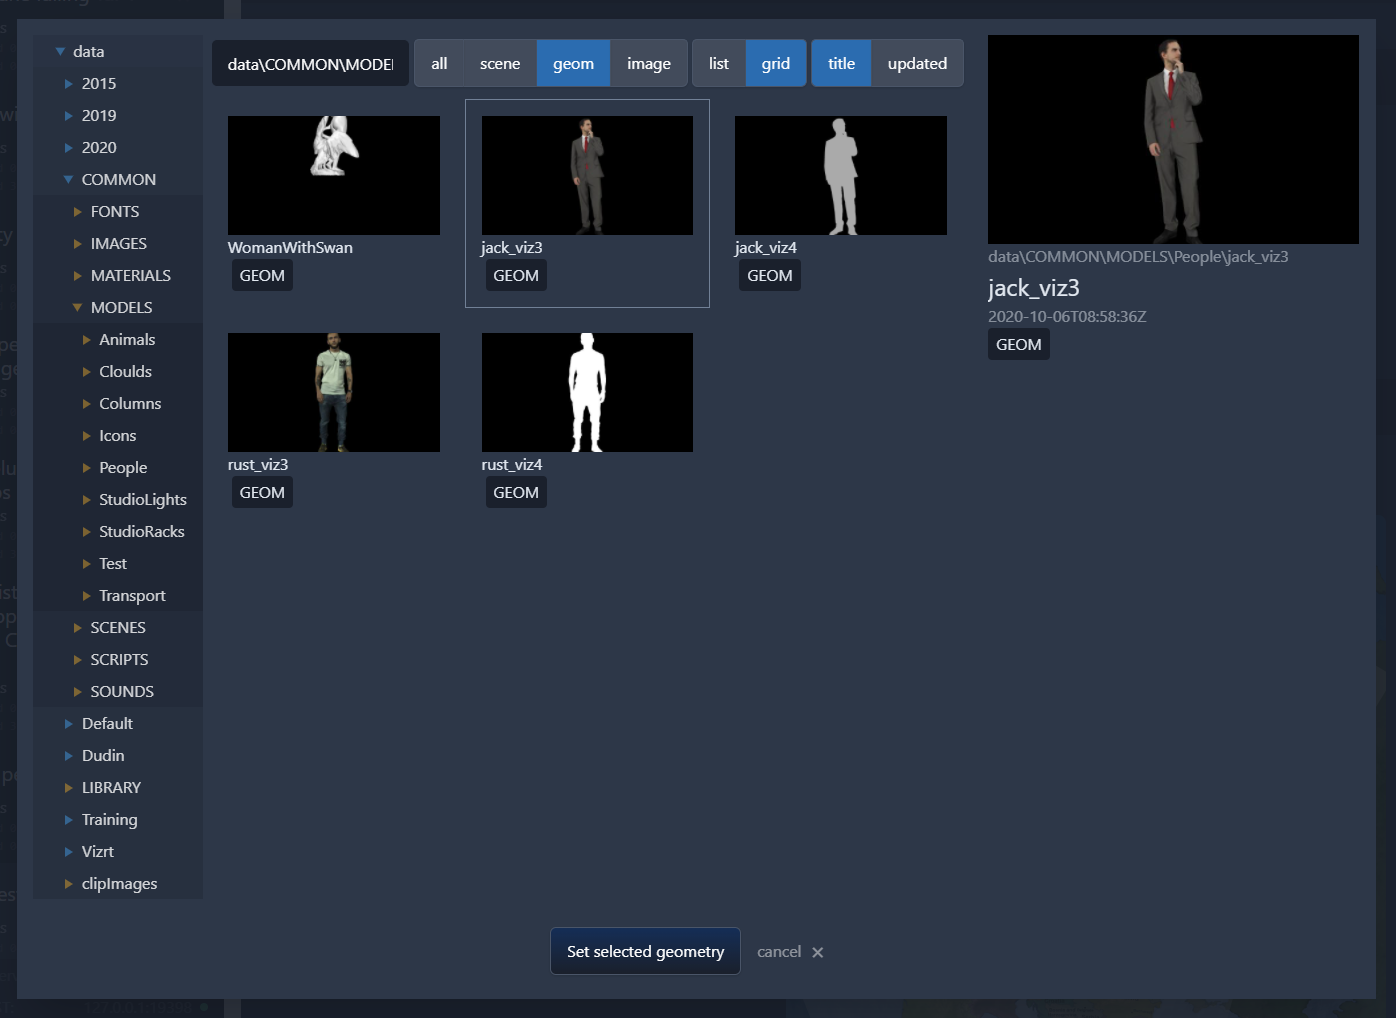 data
2015
2019
2020
COMMON
FONTS
IMAGES
MATERIALS
MODELS
Animals
Cloulds
Columns
Icons
People
StudioLights
StudioRacks
Test
Transport
SCENES
SCRIPTS
SOUNDS
Default
Dudin
LIBRARY
Training
Vizrt
clipImages
data\COMMON\MODEL
all scene geom image list grid title updated
WomanWithSwan
GEOM
jack_viz3
GEOM
jack_viz4
GEOM
rust_viz3
GEOM
rust_viz4
GEOM
data\COMMON\MODELS\People\jack_viz3
jack_viz3
2020-10-06T08:58:36Z
GEOM
Set selected geometry cancel ×